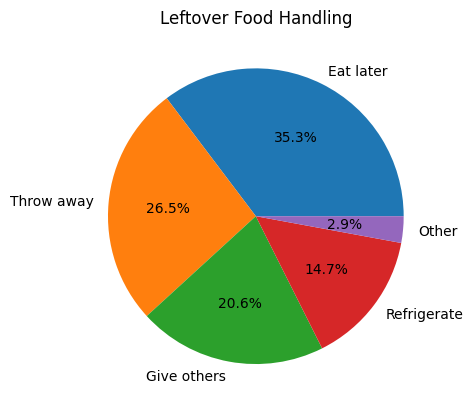 Leftover Food Handling
Eat later
35.3%
Throw away
26.5%
Give others
20.6%
Refrigerate
14.7%
Other
2.9%